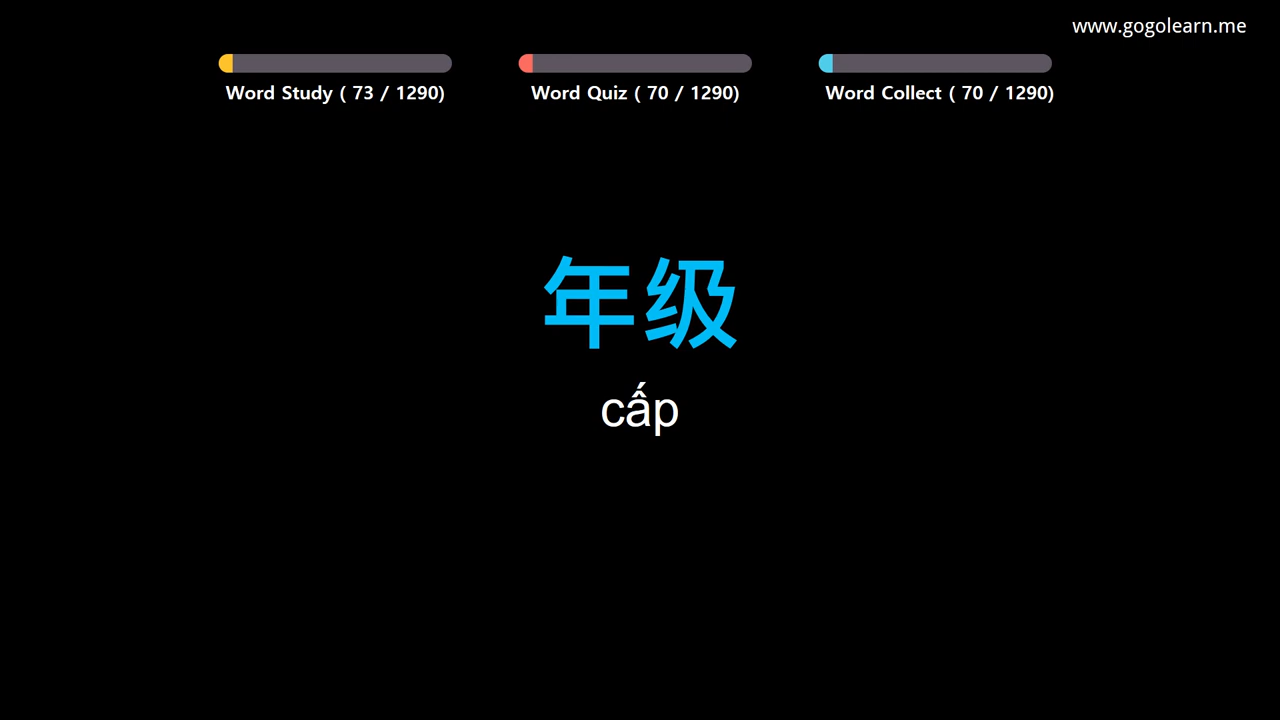 www.gogolearn.me
Word Study ( 73 / 1290)
Word Quiz ( 70 / 1290)
Word Collect ( 70 / 1290)
年级
cấp